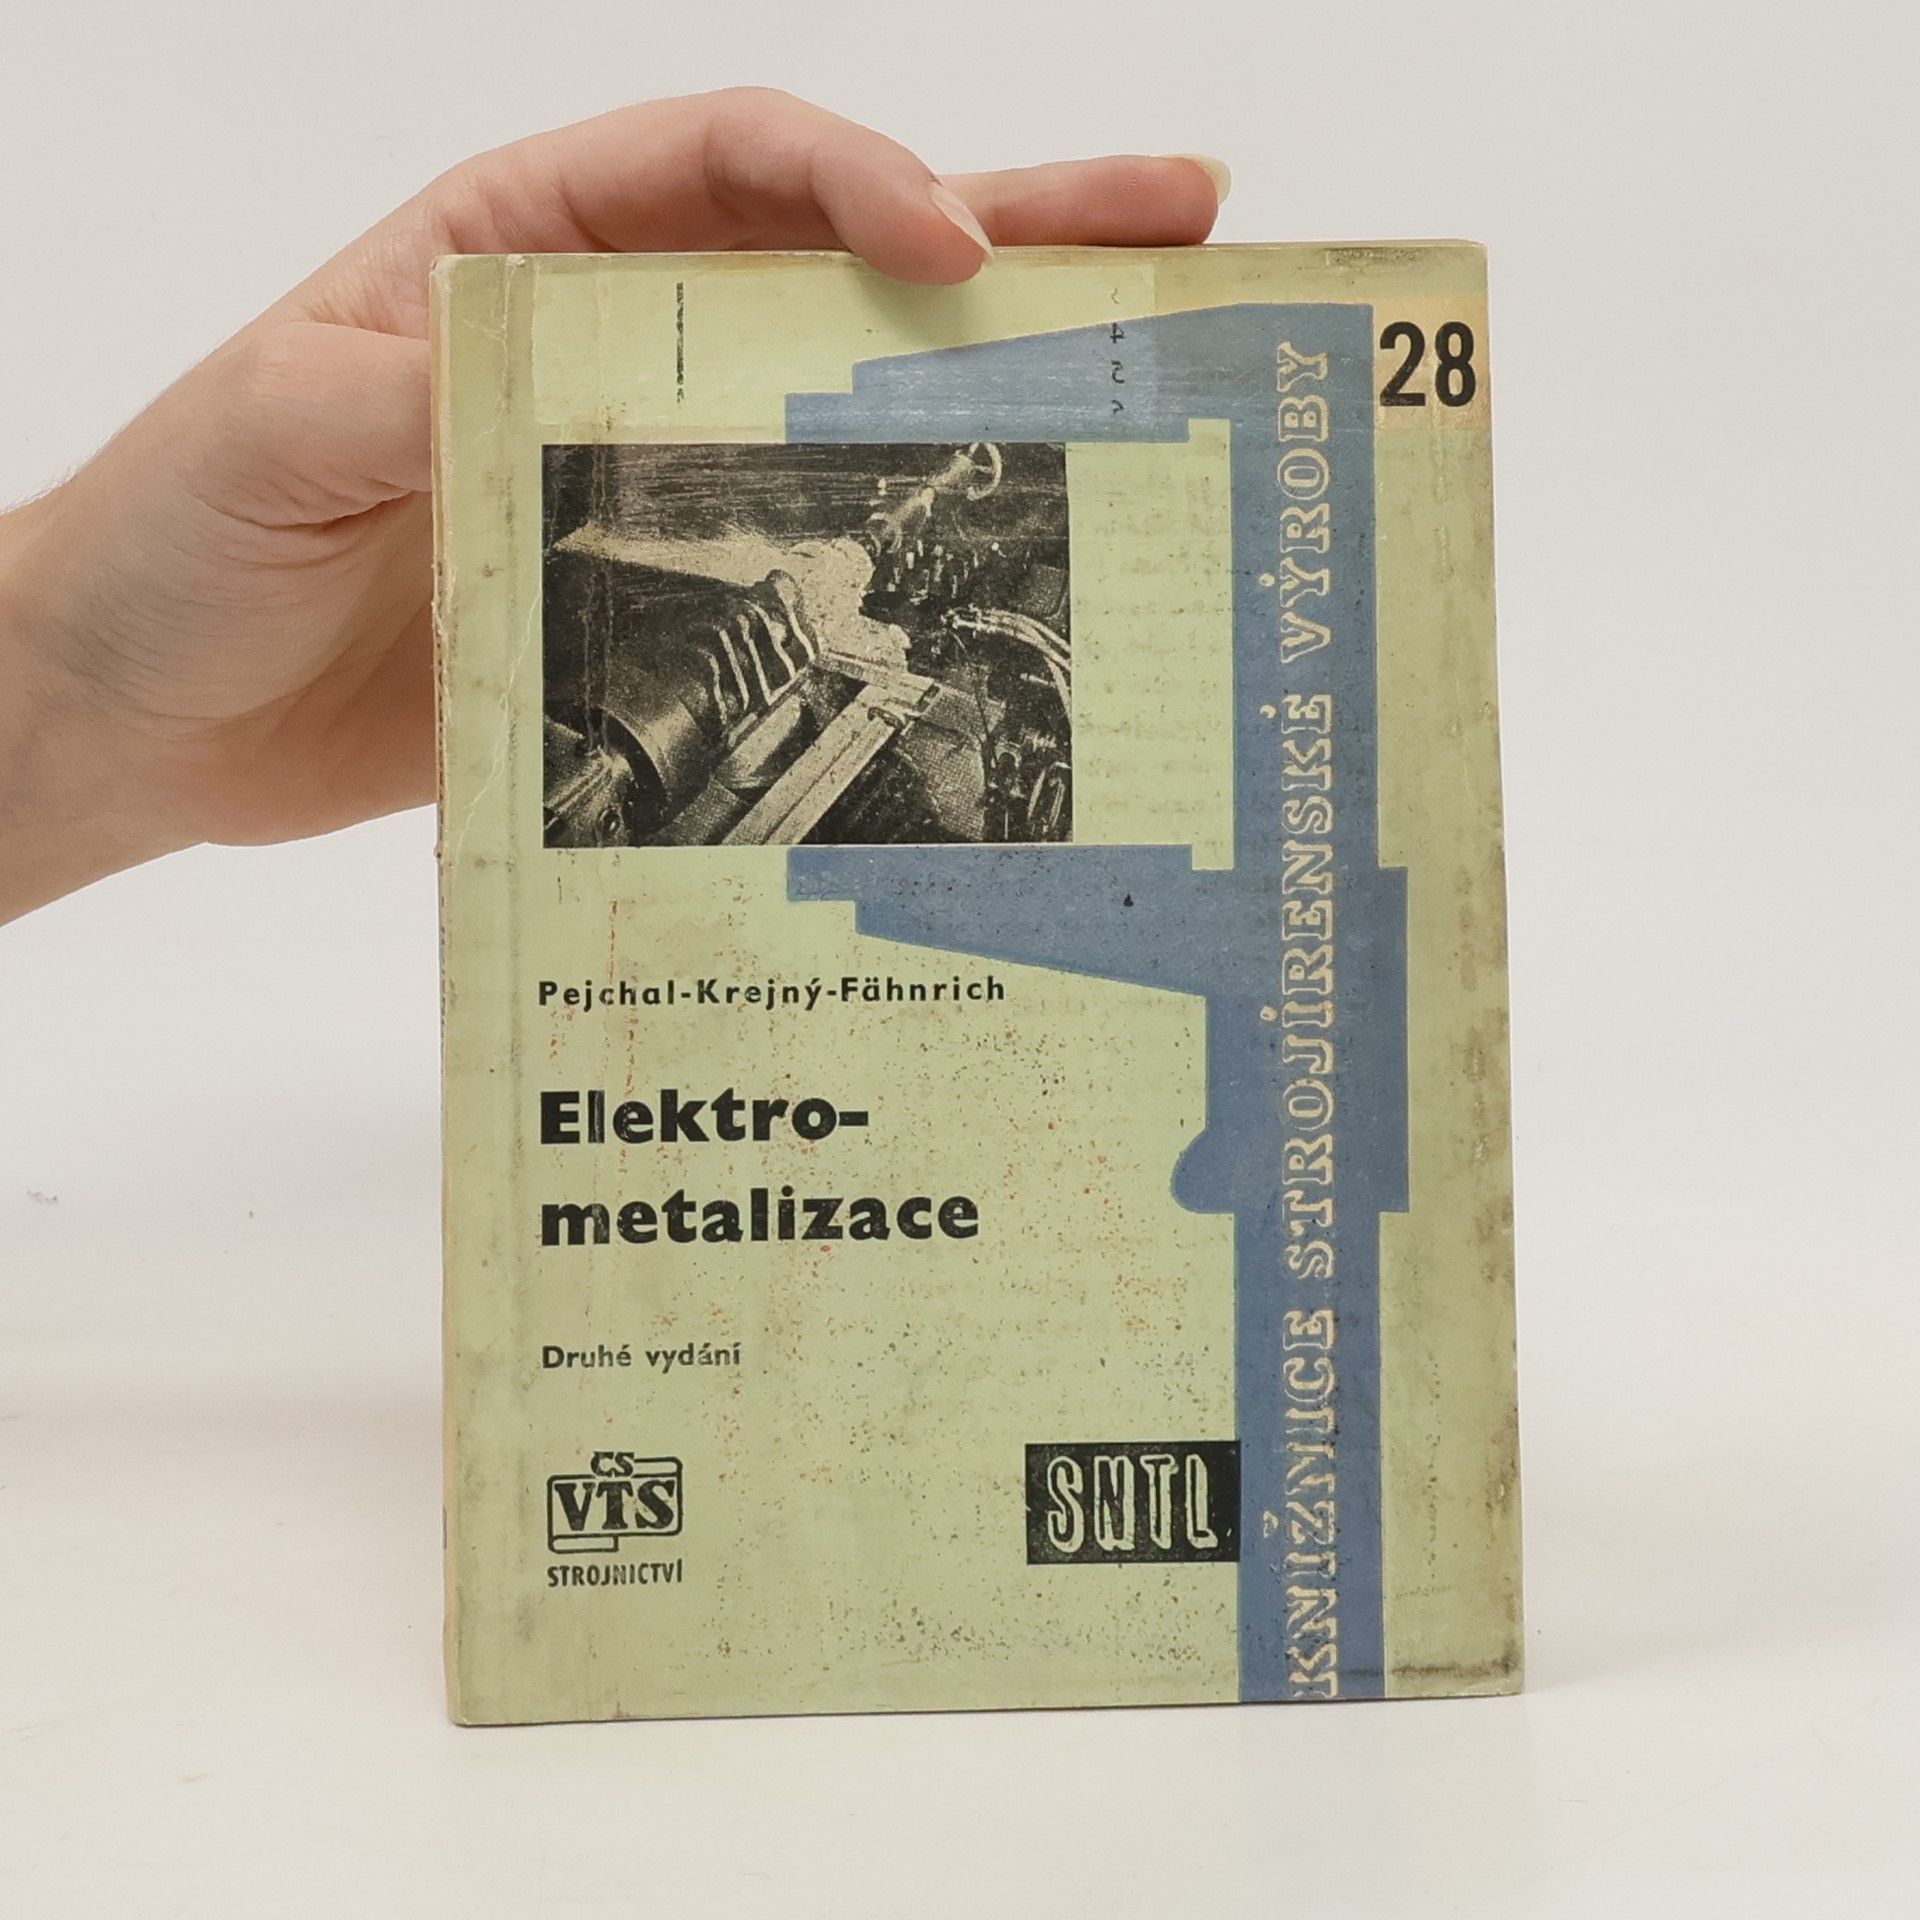 28
KNIŽNICE STROJÍRENSKÉ VÝROBY
Pejchal-Krejný-Fähnrich
Elektro-
metalizace
Druhé vydání
ČS
VTS
STROJNICTVÍ
SNTL